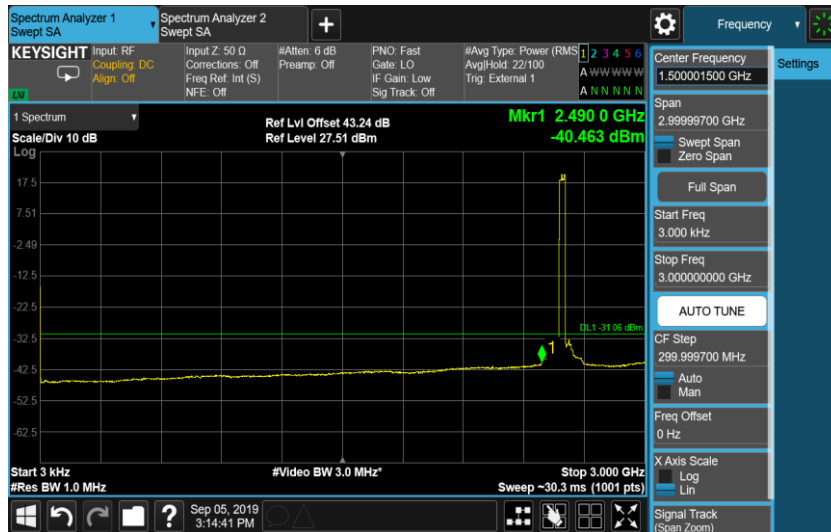 Spectrum Analyzer 1
Swept SA
Spectrum Analyzer 2
Swept SA
Frequency
KEYSIGHT
Input: RF
Coupling: DC
Align: Off
Input Z: 50 Ω
Corrections: Off
Freq Ref: Int (S)
NFE: Off
#Atten: 6 dB
Preamp: Off
PNO: Fast
Gate: LO
IF Gain: Low
Sig Track: Off
#Avg Type: Power (RMS
Avg|Hold: 22/100
Trig: External 1
1 2 3 4 5 6
A W W W W W
A N N N N N
LXI
1 Spectrum
Scale/Div 10 dB
Log
Ref Lvl Offset 43.24 dB
Ref Level 27.51 dBm
Mkr1 2.490 0 GHz
-40.463 dBm
17.5
7.51
-2.49
-12.5
-22.5
-32.5
-42.5
-52.5
-62.5
DL1 -31.06 dBm
1
Start 3 kHz
#Res BW 1.0 MHz
#Video BW 3.0 MHz*
Stop 3.000 GHz
Sweep ~30.3 ms (1001 pts)
Sep 05, 2019
3:14:41 PM
Center Frequency
1.500001500 GHz
Settings
Span
2.99999700 GHz
Swept Span
Zero Span
Full Span
Start Freq
3.000 kHz
Stop Freq
3.000000000 GHz
AUTO TUNE
CF Step
299.999700 MHz
Auto
Man
Freq Offset
0 Hz
X Axis Scale
Log
Lin
Signal Track
(Span Zoom)